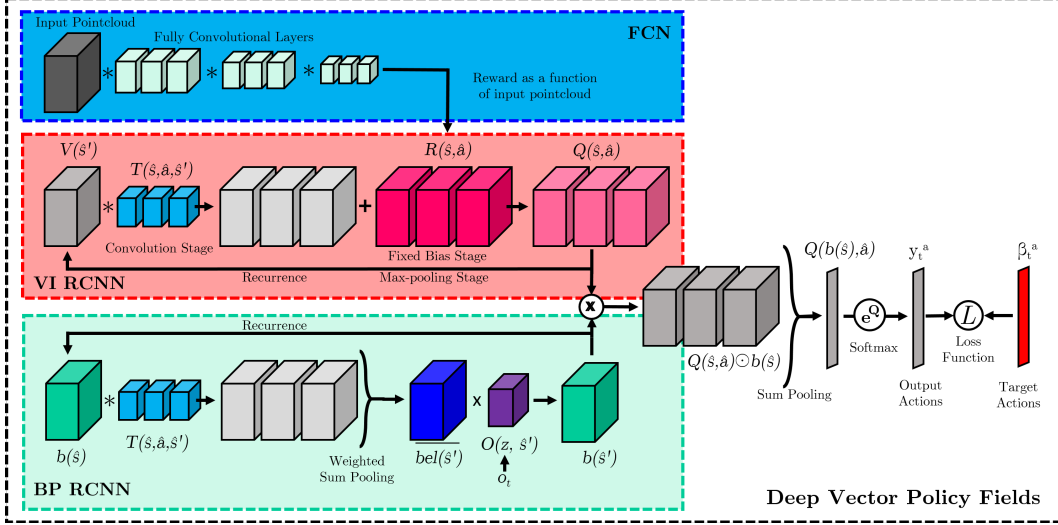 Input Pointcloud
FCN
Fully Convolutional Layers
* * *
Reward as a function
of input pointcloud
V(ŝ')
T(ŝ,â,ŝ')
R(ŝ,â)
Q(ŝ,â)
*
+
Convolution Stage
Fixed Bias Stage
Recurrence
Max-pooling Stage
VI RCNN
x
Q(ŝ,â)⊙b(ŝ)
Sum Pooling
Q(b(ŝ),â)
e^Q
Softmax
y_t^a
Output
Actions
L
Loss
Function
β_t^a
Target
Actions
Recurrence
*
T(ŝ,â,ŝ')
b(ŝ)
Weighted
Sum Pooling
x
b̅e̅l̅(ŝ')
O(z, ŝ')
o_t
b(ŝ')
BP RCNN
Deep Vector Policy Fields